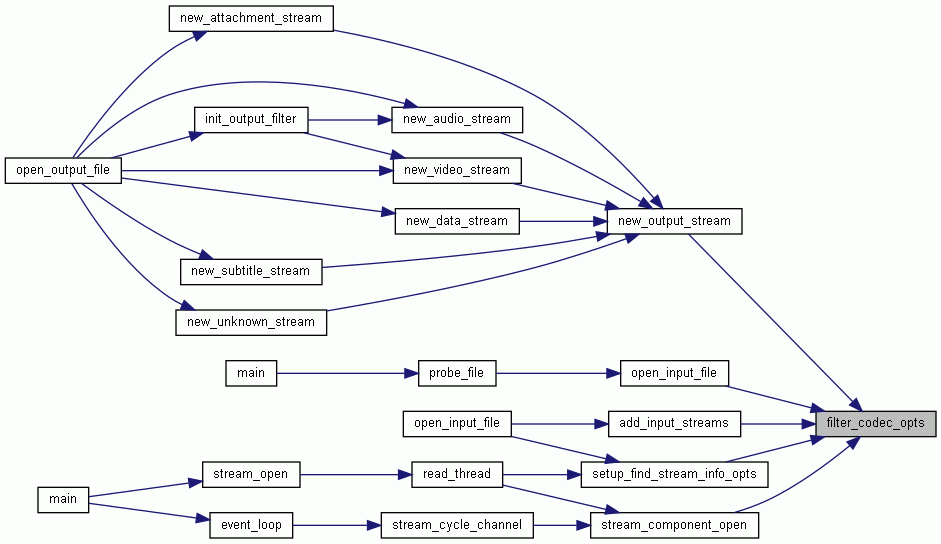 new_attachment_stream
init_output_filter
new_audio_stream
open_output_file
new_video_stream
new_data_stream
new_output_stream
new_subtitle_stream
new_unknown_stream
main
probe_file
open_input_file
open_input_file
add_input_streams
filter_codec_opts
stream_open
read_thread
setup_find_stream_info_opts
main
event_loop
stream_cycle_channel
stream_component_open